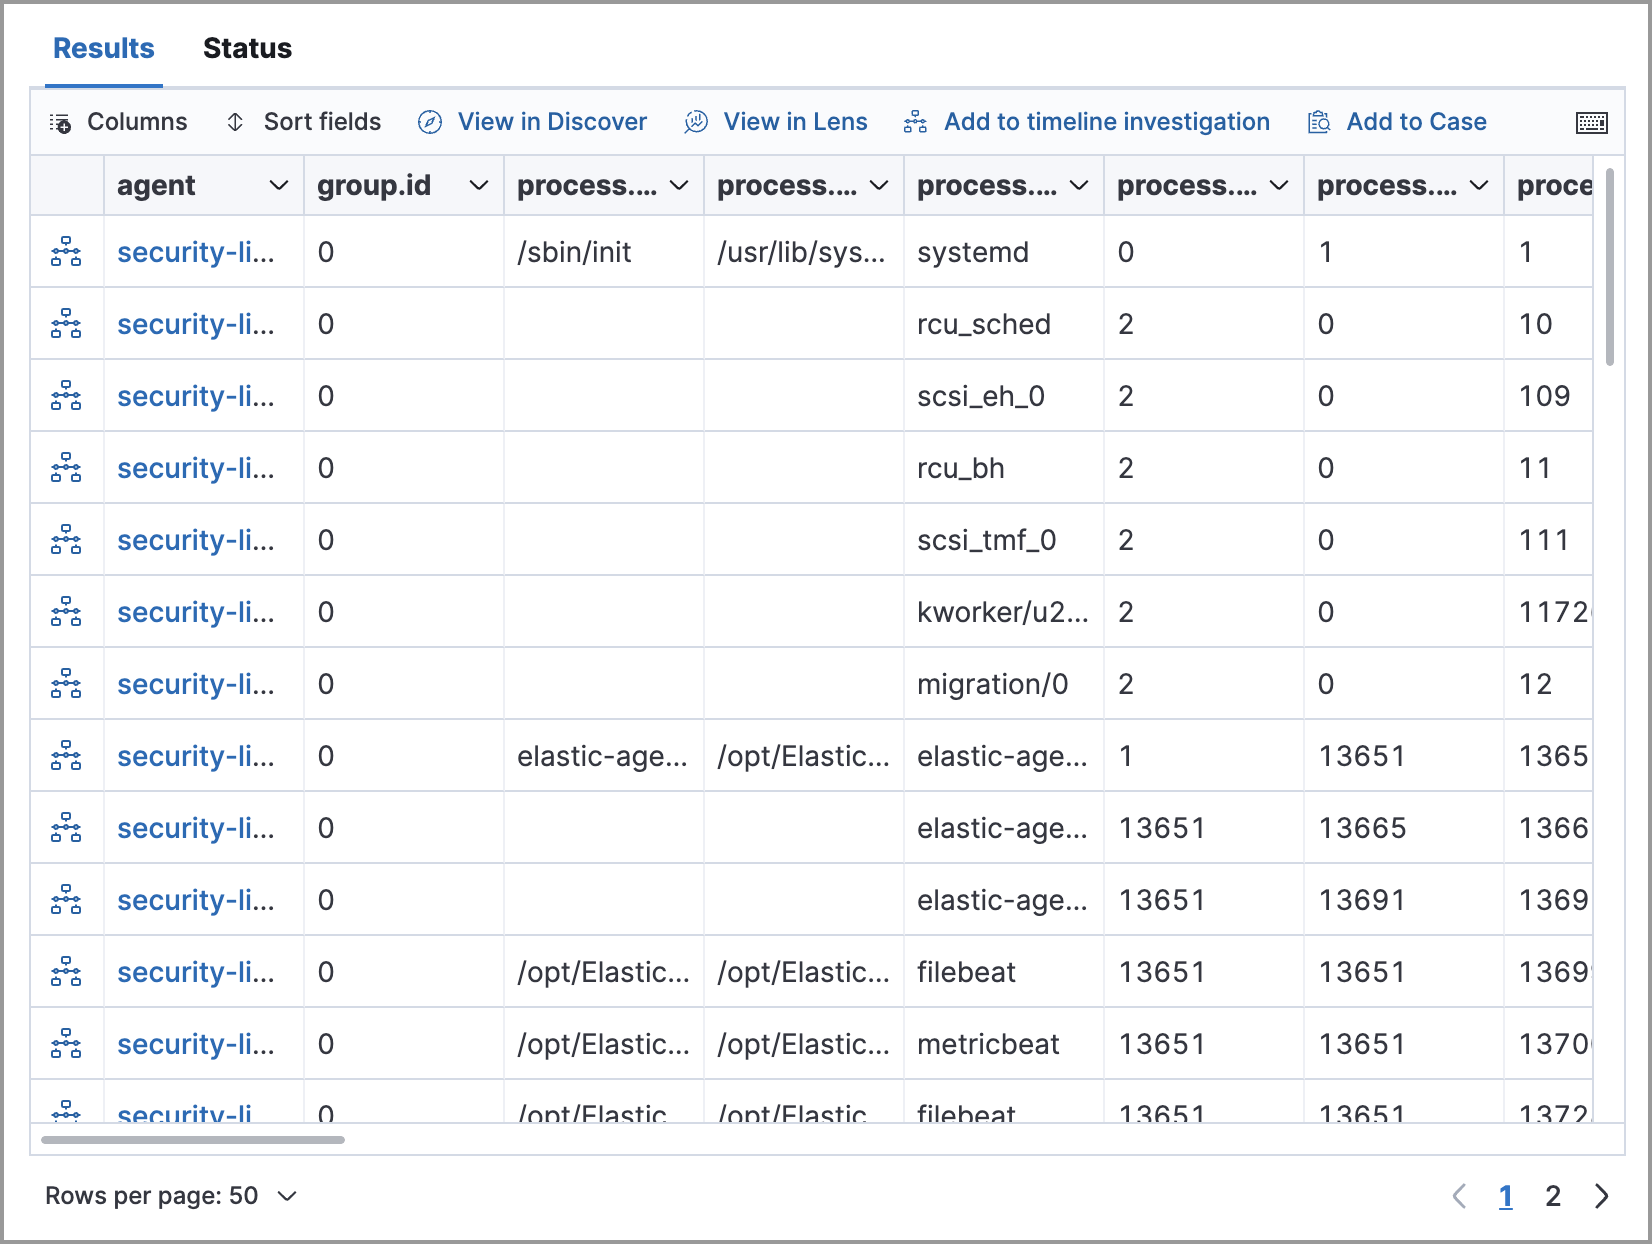 Results Status
Columns Sort fields View in Discover View in Lens Add to timeline investigation Add to Case
agent group.id process.... process.... process.... process.... process.... proce
security-li... 0 /sbin/init /usr/lib/sys... systemd 0 1 1
security-li... 0 rcu_sched 2 0 10
security-li... 0 scsi_eh_0 2 0 109
security-li... 0 rcu_bh 2 0 11
security-li... 0 scsi_tmf_0 2 0 111
security-li... 0 kworker/u2... 2 0 1172
security-li... 0 migration/0 2 0 12
security-li... 0 elastic-age... /opt/Elastic... elastic-age... 1 13651 1365
security-li... 0 elastic-age... 13651 13665 1366
security-li... 0 elastic-age... 13651 13691 1369
security-li... 0 /opt/Elastic... /opt/Elastic... filebeat 13651 13651 1369
security-li... 0 /opt/Elastic... /opt/Elastic... metricbeat 13651 13651 1370
security-li 0 /opt/Elastic /opt/Elastic filebeat 13651 13651 1372
Rows per page: 50 1 2